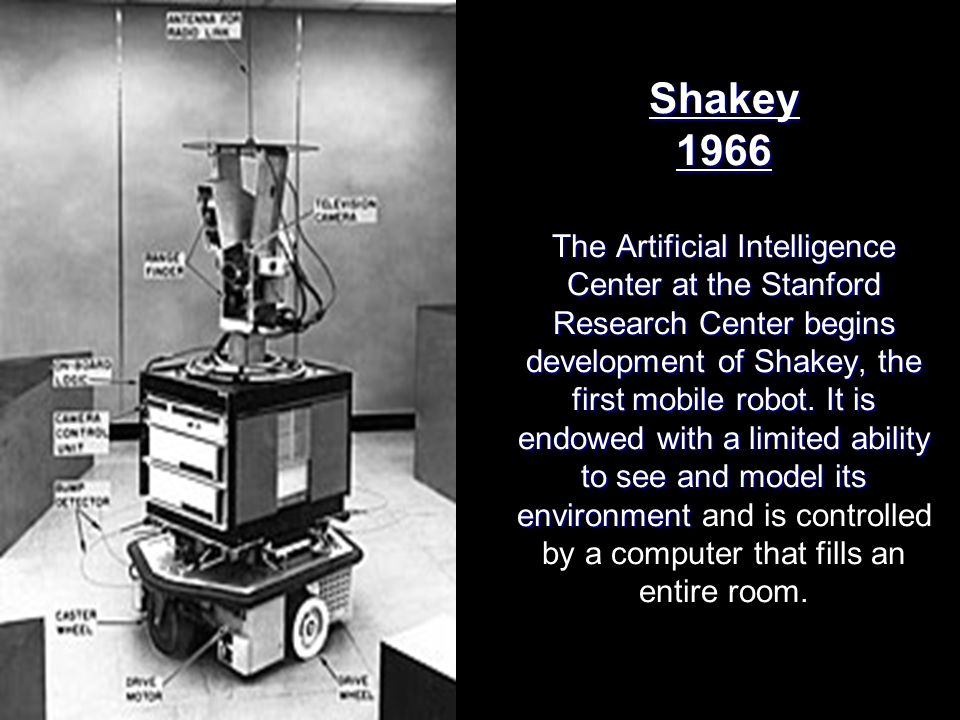 ANTENNA FOR
RADIO LINK
TELEVISION
CAMERA
RANGE
FINDER
ON-BOARD
LOGIC
CAMERA
CONTROL
UNIT
BUMP
DETECTOR
CASTER
WHEEL
DRIVE
MOTOR
DRIVE
WHEEL
Shakey
1966
The Artificial Intelligence
Center at the Stanford
Research Center begins
development of Shakey, the
first mobile robot. It is
endowed with a limited ability
to see and model its
environment and is controlled
by a computer that fills an
entire room.